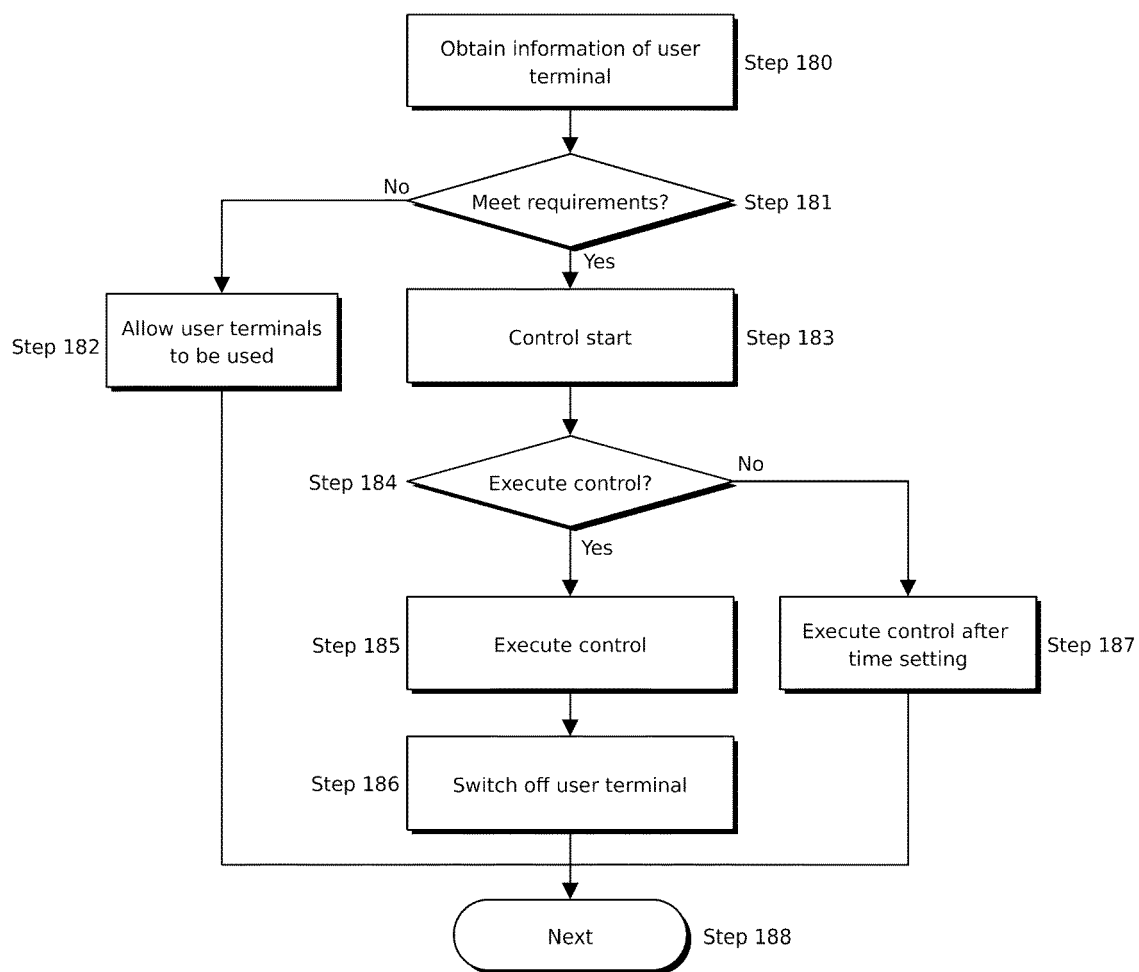 Obtain information of user
terminal
Step 180
No
Meet requirements?
Step 181
Yes
Step 182
Allow user terminals
to be used
Control start
Step 183
Step 184
Execute control?
No
Yes
Step 185
Execute control
Execute control after
time setting
Step 187
Step 186
Switch off user terminal
Next
Step 188